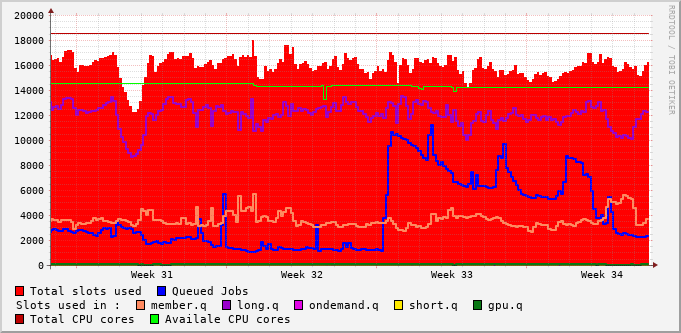 20000
18000
16000
14000
12000
10000
8000
6000
4000
2000
0
Week 31 Week 32 Week 33 Week 34
Total slots used Queued Jobs
Slots used in : member.q long.q ondemand.q short.q gpu.q
Total CPU cores Availale CPU cores
RRDTOOL / TOBI OETIKER